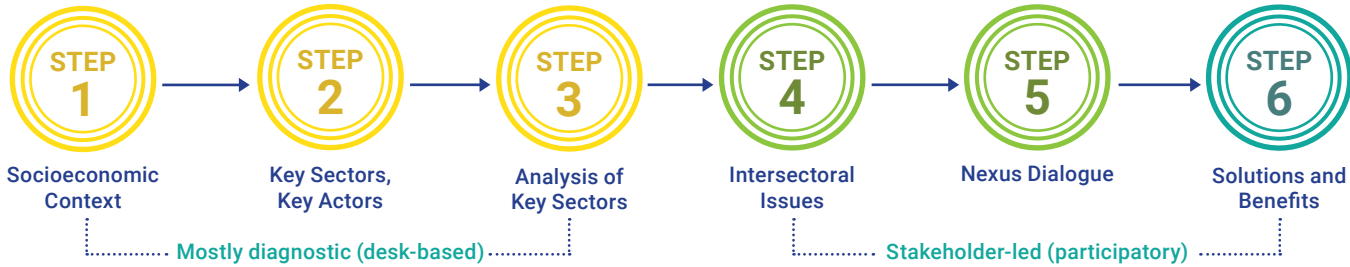 STEP
1
STEP
2
STEP
3
STEP
4
STEP
5
STEP
6
Socioeconomic
Context
Key Sectors,
Key Actors
Analysis of
Key Sectors
Intersectoral
Issues
Nexus Dialogue
Solutions and
Benefits
Mostly diagnostic (desk-based)
Stakeholder-led (participatory)